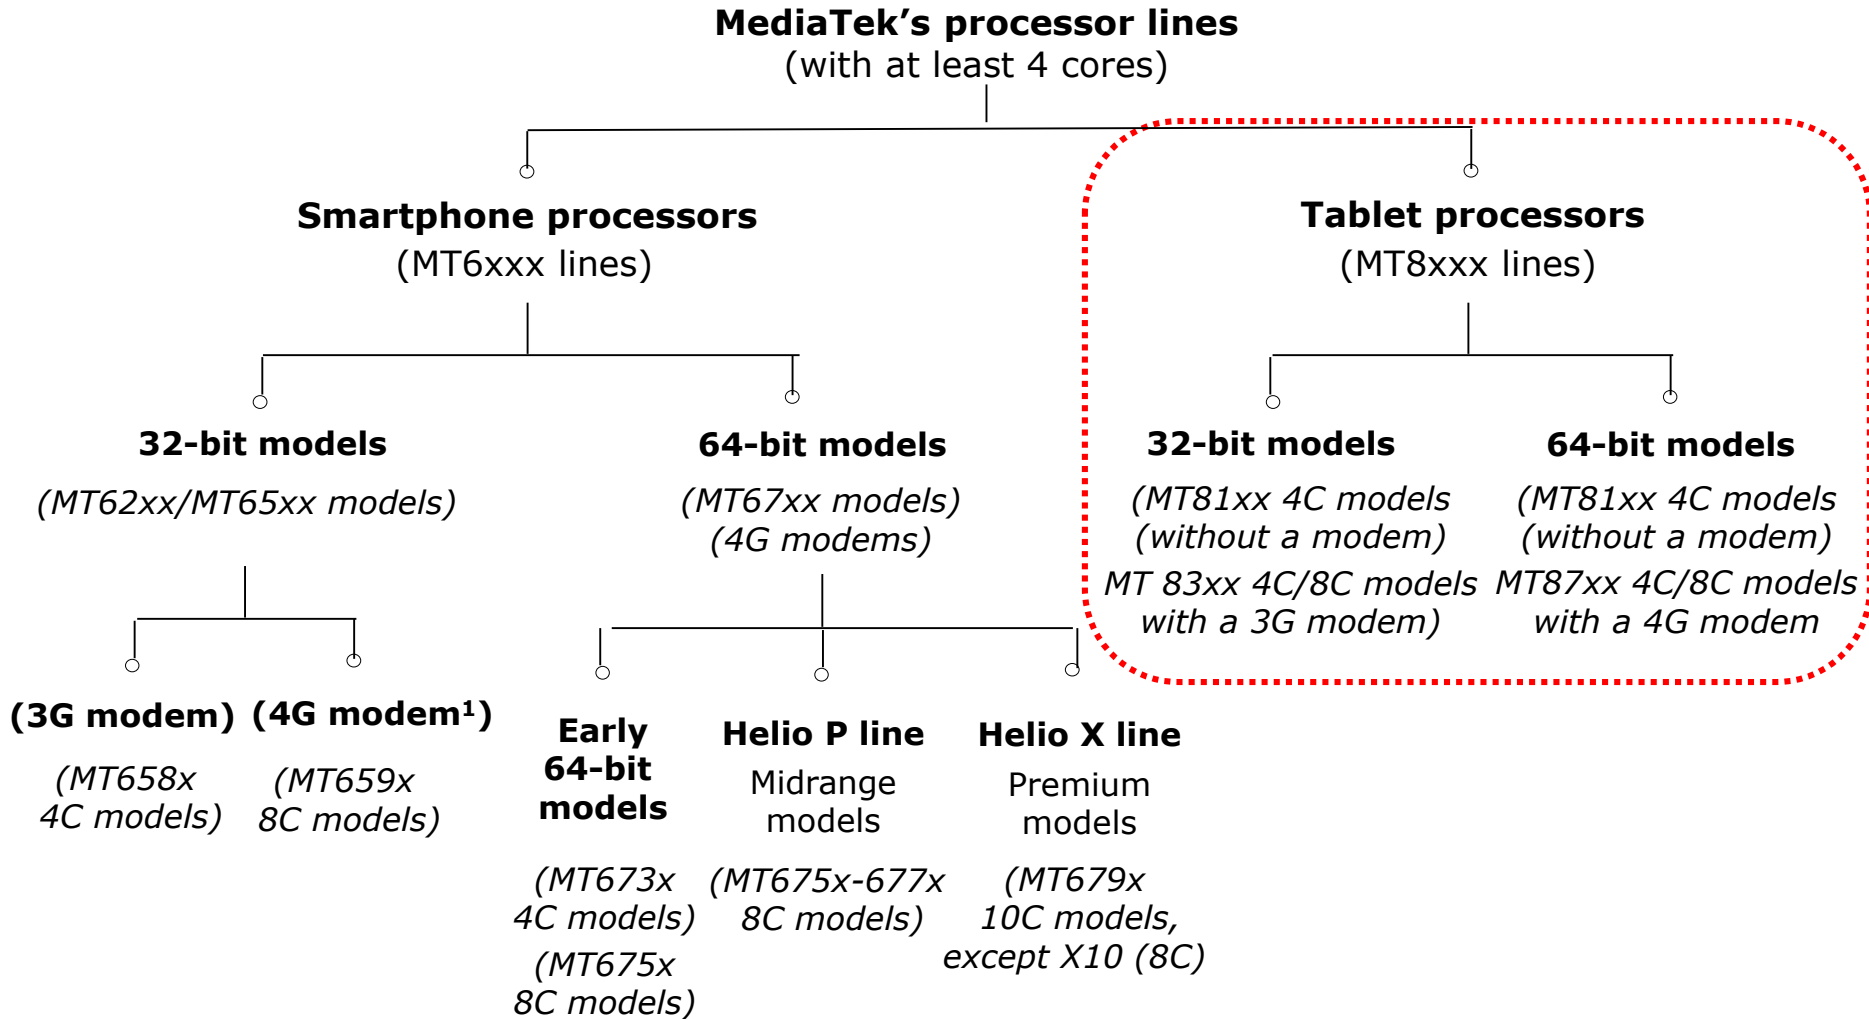 MediaTek's processor lines
(with at least 4 cores)
Smartphone processors
(MT6xxx lines)
Tablet processors
(MT8xxx lines)
32-bit models
(MT62xx/MT65xx models)
64-bit models
(MT67xx models)
(4G modems)
32-bit models
(MT81xx 4C models
(without a modem)
MT 83xx 4C/8C models
with a 3G modem)
64-bit models
(MT81xx 4C models
(without a modem)
MT87xx 4C/8C models
with a 4G modem
(3G modem)
(MT658x
4C models)
(4G modem¹)
(MT659x
8C models)
Early
64-bit
models
(MT673x
4C models)
(MT675x
8C models)
Helio P line
Midrange
models
(MT675x-677x
8C models)
Helio X line
Premium
models
(MT679x
10C models,
except X10 (8C)